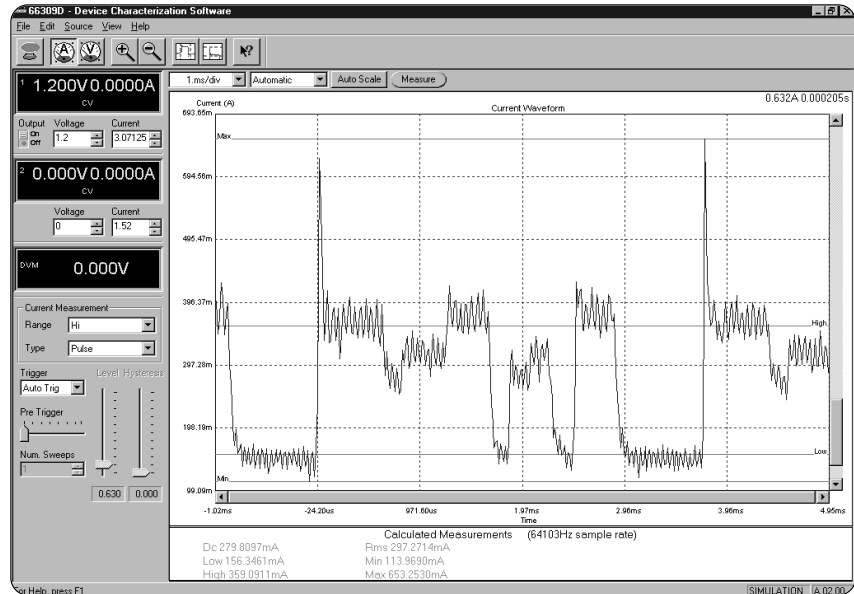 66309D - Device Characterization Software
File Edit Source View Help
1 1.200V 0.0000A
CV
Output Voltage Current
On
Off
1.2 3.07125
2 0.000V 0.0000A
CV
Voltage Current
0 1.52
DVM 0.000V
Current Measurement
Range Hi
Type Pulse
Trigger Level Hysteresis
Auto Trig
Pre Trigger
Num. Sweeps
1
0.630 0.000
1.ms/div Automatic Auto Scale Measure
Current (A) Current Waveform 0.632A 0.000205s
693.65m
Max
594.56m
495.47m
396.37m
High
297.28m
198.19m
Low
Min
99.09m
-1.02ms -24.20us 971.60us 1.97ms 2.96ms 3.96ms 4.95ms
Time
Calculated Measurements (64103Hz sample rate)
Dc 279.8097mA Rms 297.2714mA
Low 156.3461mA Min 113.9690mA
High 359.0911mA Max 653.2530mA
For Help, press F1 SIMULATION A.02.00